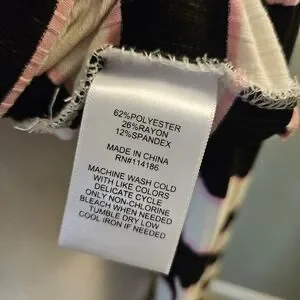 62%POLYESTER
26%RAYON
12%SPANDEX
MADE IN CHINA
RN#114186
MACHINE WASH COLD
WITH LIKE COLORS
DELICATE CYCLE
ONLY NON-CHLORINE
BLEACH WHEN NEEDED
TUMBLE DRY LOW
COOL IRON IF NEEDED